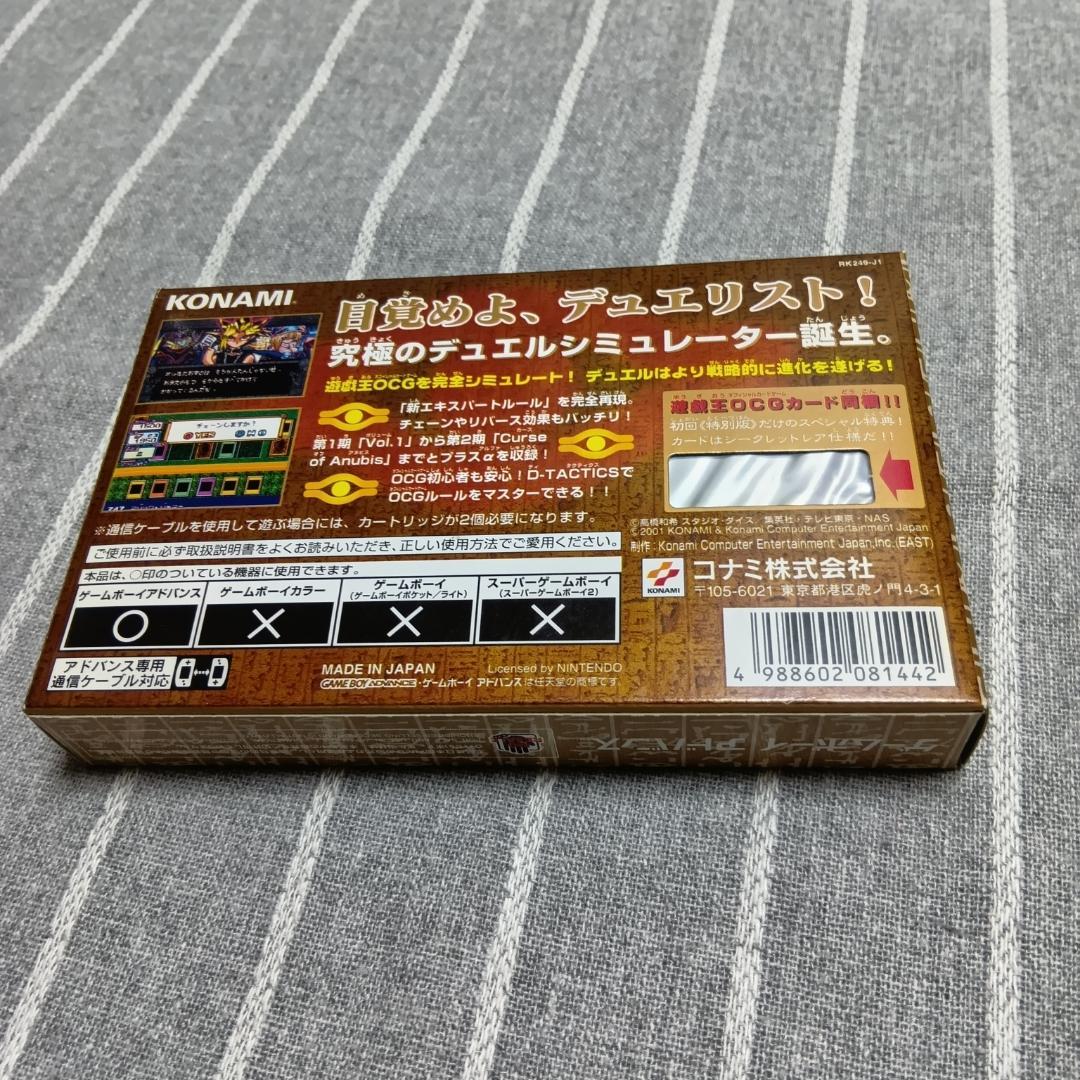 RK249-J1
KONAMI
目覚めよ、デュエリスト!
究極のデュエルシミュレーター誕生。
遊戯王OCGを完全シミュレート! デュエルはより戦略的に進化を遂げる!
「新エキスパートルール」を完全再現。
チェーンやリバース効果もバッチリ!
第1期「Vol.1」から第2期「Curse
of Anubis」までとプラスαを収録!
OCG初心者も安心!D-TACTICSで
OCGルールをマスターできる!!
チェーンしますか?
遊戯王OCGカード同梱!!
初回《特別版》だけのスペシャル特典!
カードはシークレットレア仕様だ!!
©高橋和希 スタジオ・ダイス/集英社・テレビ東京・NAS
©2001 KONAMI & Konami Computer Entertainment Japan
制作:Konami Computer Entertainment Japan,Inc.(EAST)
KONAMI
コナミ株式会社
〒105-6021 東京都港区虎ノ門4-3-1
※通信ケーブルを使用して遊ぶ場合には、カートリッジが2個必要になります。
ご使用前に必ず取扱説明書をよくお読みいただき、正しい使用方法でご愛用ください。
本品は、○印のついている機器に使用できます。
ゲームボーイアドバンス
ゲームボーイカラー
ゲームボーイ
(ゲームボーイポケット/ライト)
スーパーゲームボーイ
(スーパーゲームボーイ2)
○ × × ×
アドバンス専用
通信ケーブル対応
MADE IN JAPAN
Licensed by NINTENDO
GAME BOY ADVANCE・ゲームボーイ アドバンスは任天堂の商標です。
4 988602 081442
ゲームボーイ アドバンス